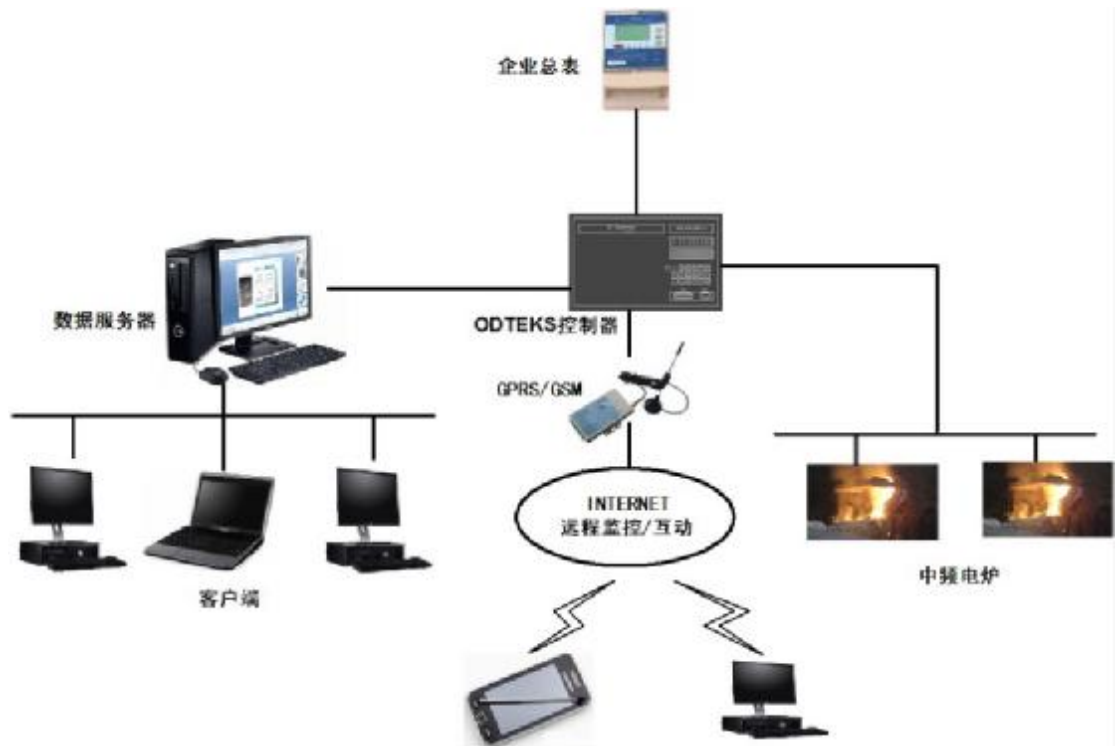 企业总表
数据服务器
ODTEKS控制器
GPRS/GSM
INTERNET
远程监控/互动
中频电炉
客户端